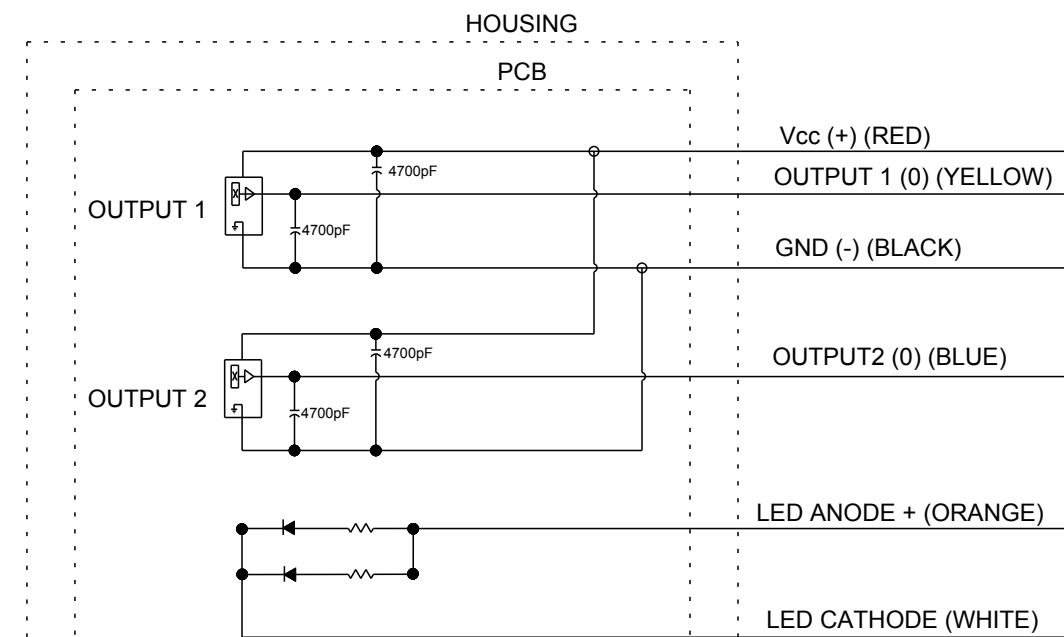 HOUSING
PCB
Vcc (+) (RED)
4700pF
OUTPUT 1 (0) (YELLOW)
OUTPUT 1
4700pF
GND (-) (BLACK)
4700pF
OUTPUT2 (0) (BLUE)
OUTPUT 2
4700pF
LED ANODE + (ORANGE)
LED CATHODE (WHITE)